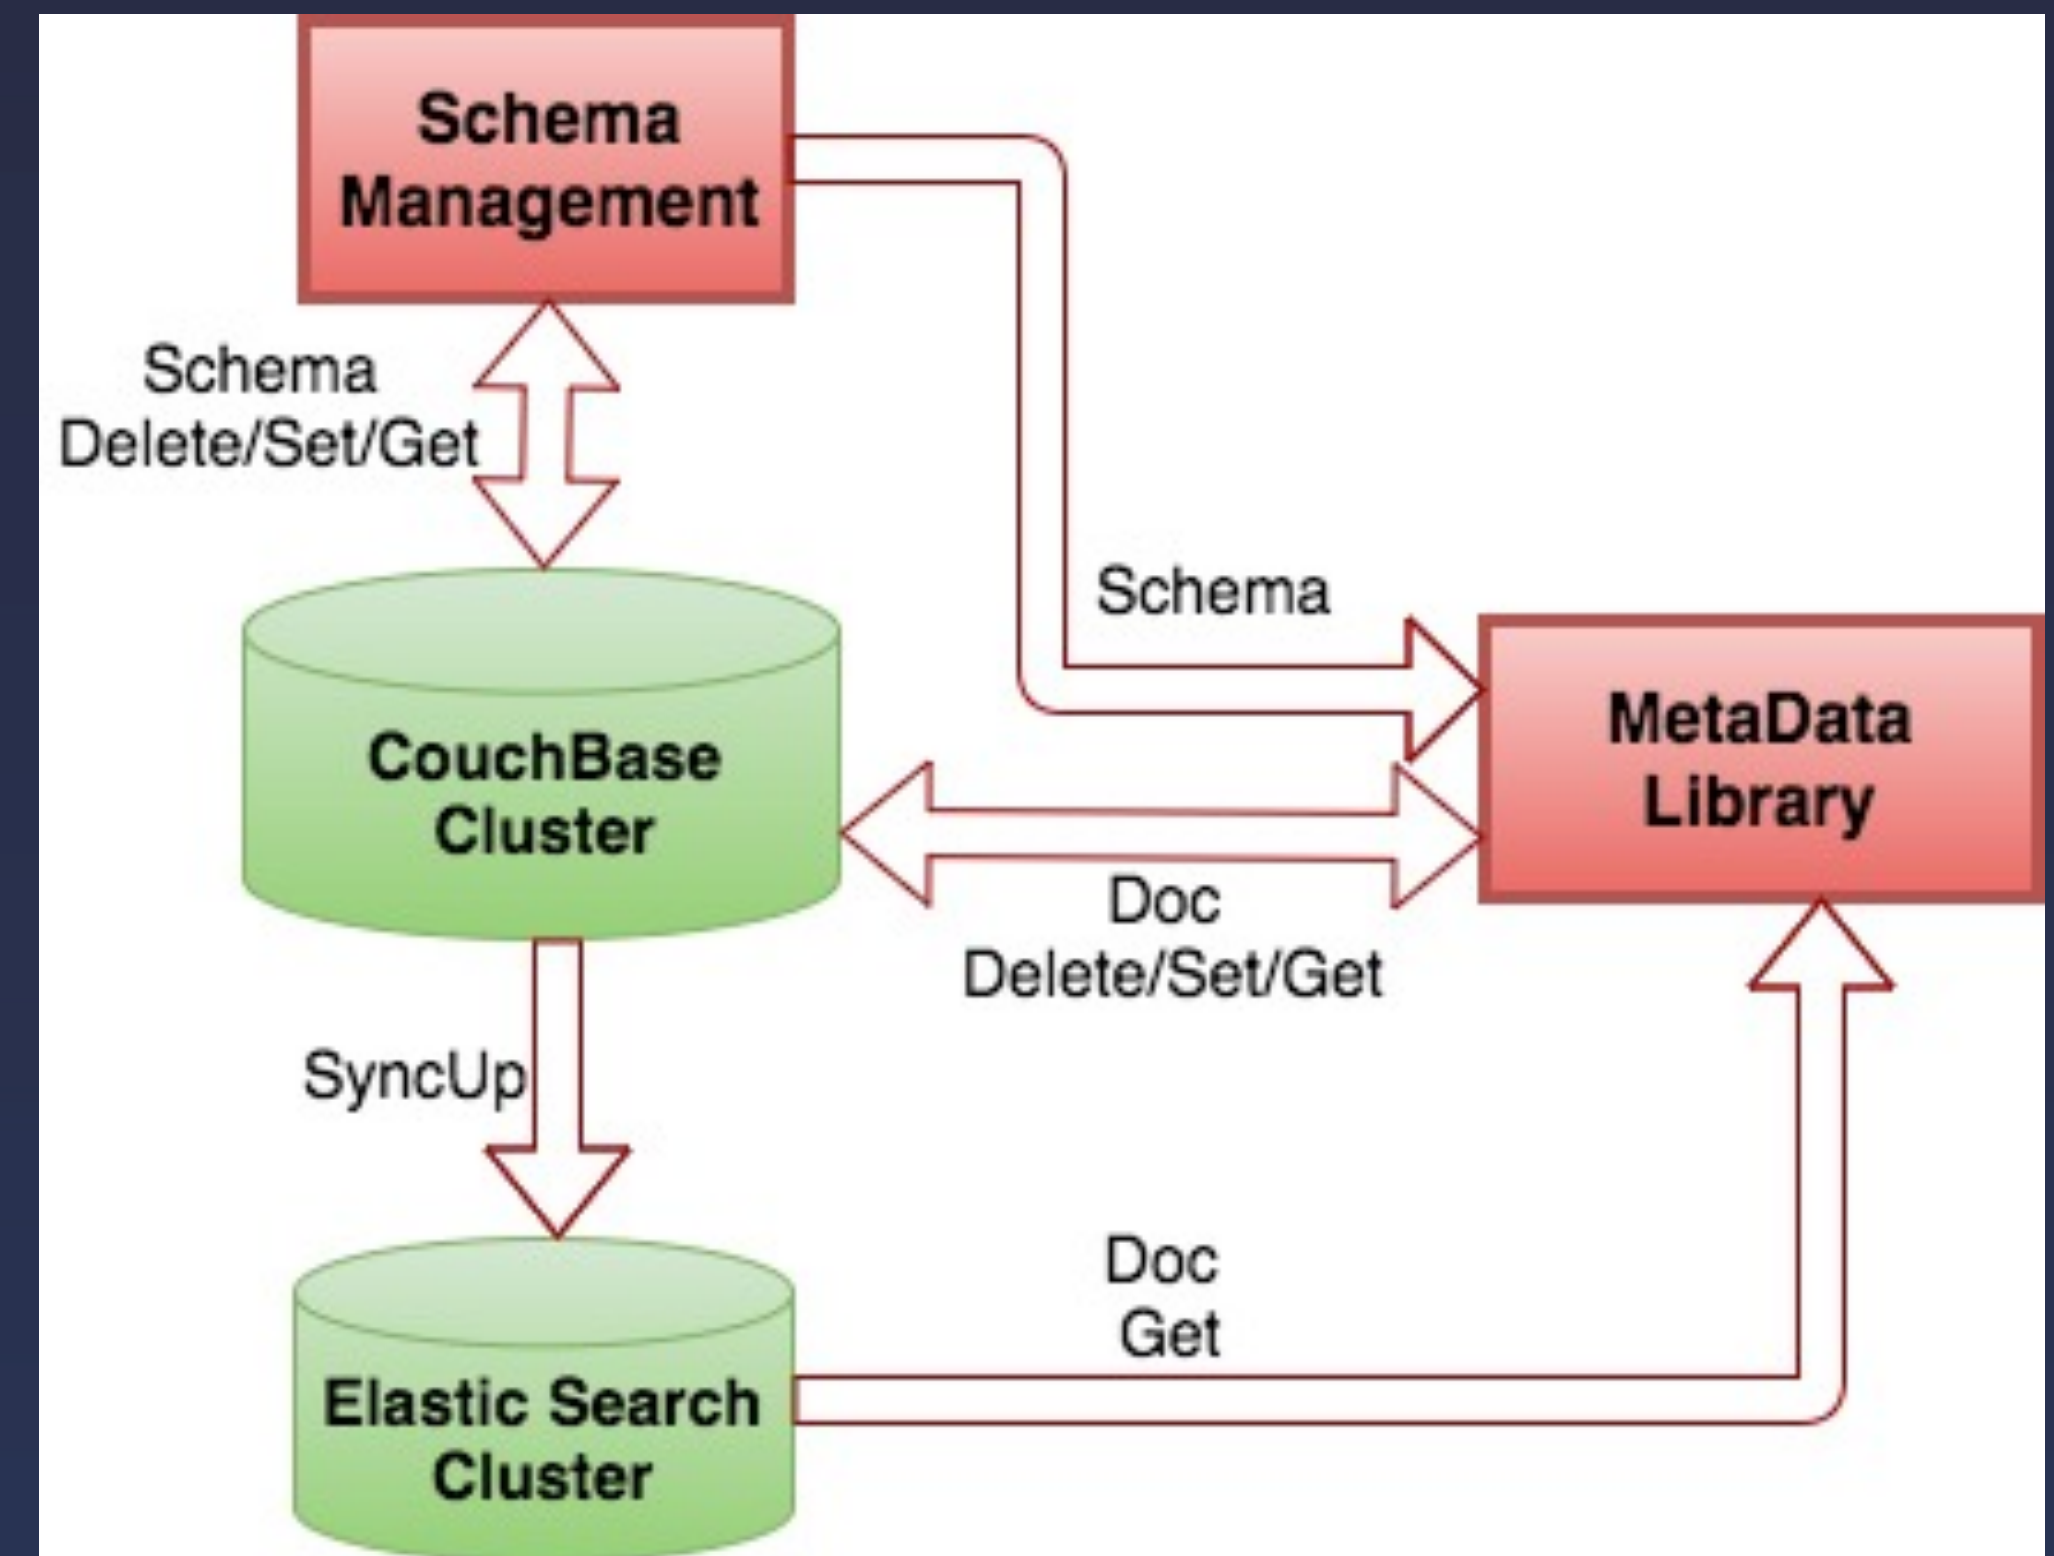 Schema
Management
Schema
Delete/Set/Get
Schema
CouchBase
Cluster
MetaData
Library
Doc
Delete/Set/Get
SyncUp
Doc
Get
Elastic Search
Cluster